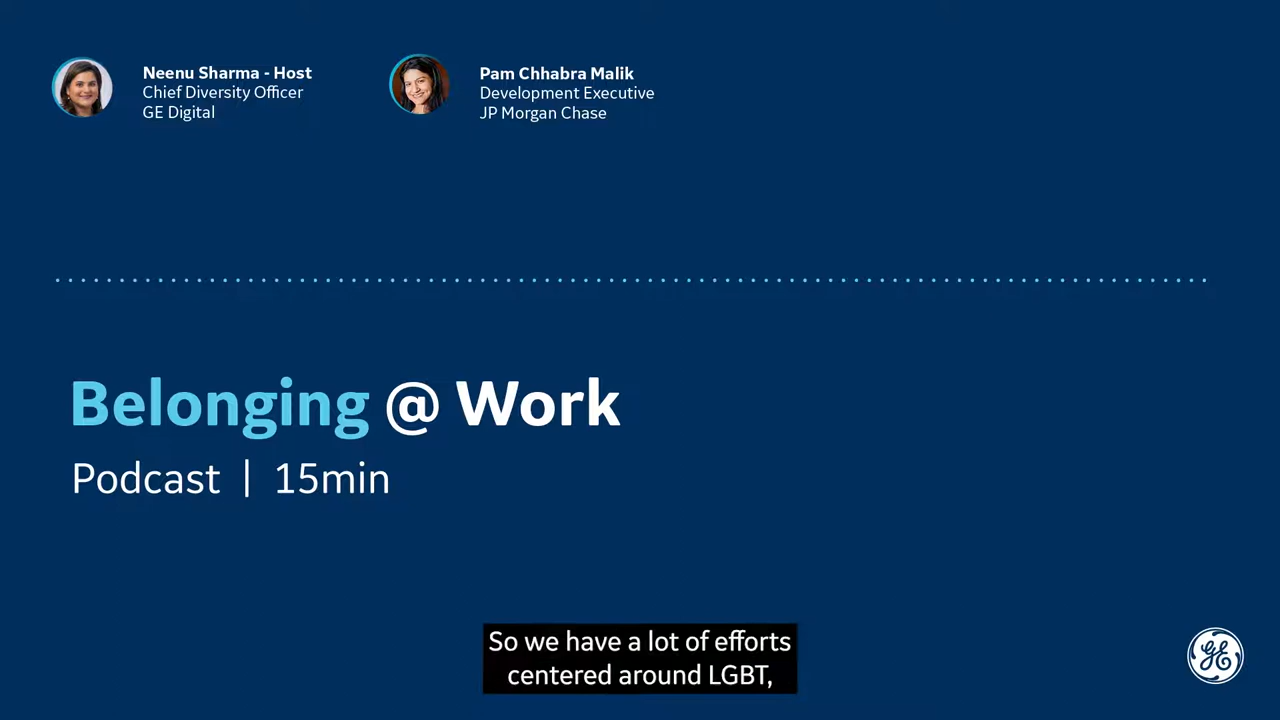 Neenu Sharma - Host
Chief Diversity Officer
GE Digital
Pam Chhabra Malik
Development Executive
JP Morgan Chase
Belonging @ Work
Podcast | 15min
So we have a lot of efforts
centered around LGBT,
GE